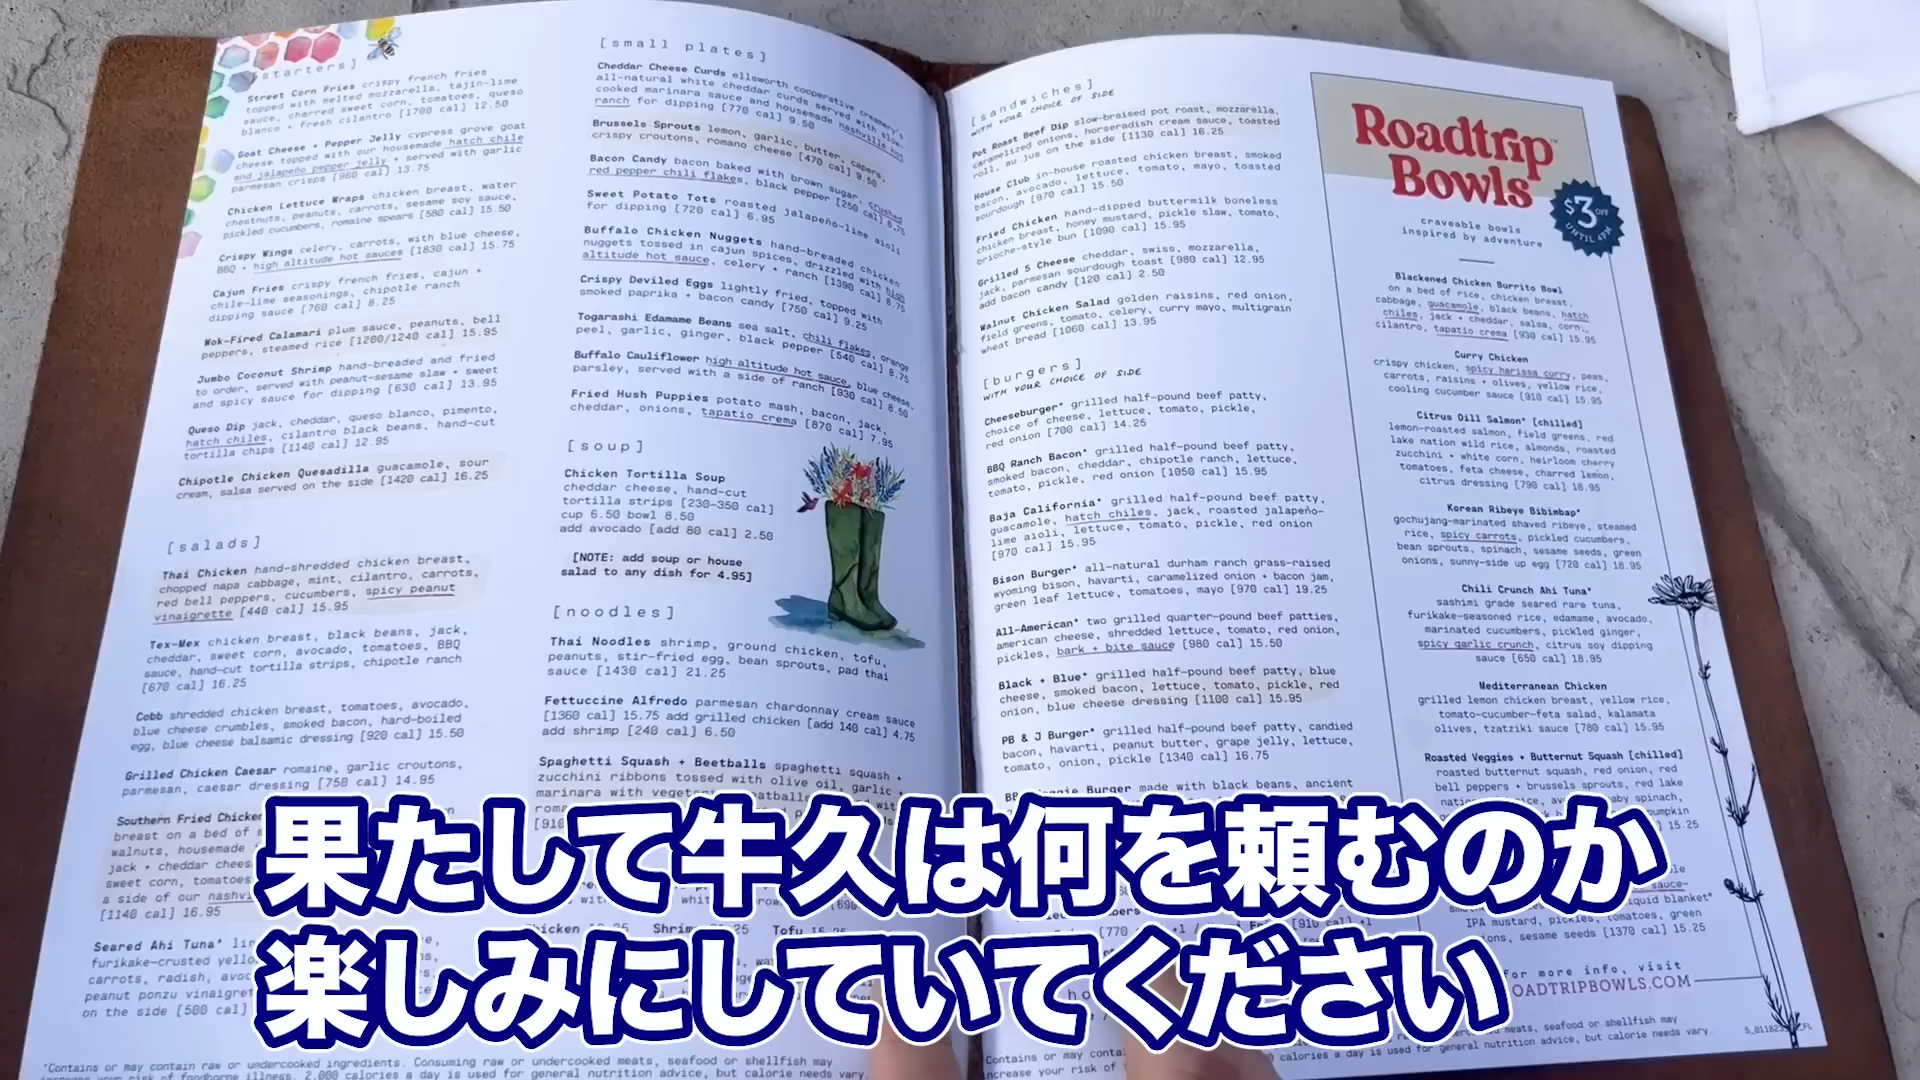 [starters]
Street Corn Fries crispy french fries
topped with melted mozzarella, tajin-lime
sauce, charred sweet corn, tomatoes, queso
blanco + fresh cilantro [1700 cal] 12.50
Goat Cheese + Pepper Jelly cypress grove goat
cheese topped with our housemade hatch chile
and jalapeño pepper jelly + served with garlic
parmesan crisps [960 cal] 13.75
Chicken Lettuce Wraps chicken breast, water
chestnuts, peanuts, carrots, sesame soy sauce,
pickled cucumbers, romaine spears [580 cal] 15.50
Crispy Wings celery, carrots, with blue cheese,
BBQ + high altitude hot sauces [1830 cal] 15.75
Cajun Fries crispy french fries, cajun +
chile-lime seasonings, chipotle ranch
dipping sauce [760 cal] 8.25
Wok-Fired Calamari plum sauce, peanuts, bell
peppers, steamed rice [1200/1240 cal] 15.95
Jumbo Coconut Shrimp hand-breaded and fried
to order, served with peanut-sesame slaw + sweet
and spicy sauce for dipping [630 cal] 13.95
Queso Dip jack, cheddar, queso blanco, pimento,
hatch chiles, cilantro black beans, hand-cut
tortilla chips [1140 cal] 12.95
Chipotle Chicken Quesadilla guacamole, sour
cream, salsa served on the side [1420 cal] 16.25
[salads]
Thai Chicken hand-shredded chicken breast,
chopped napa cabbage, mint, cilantro, carrots,
red bell peppers, cucumbers, spicy peanut
vinaigrette [440 cal] 15.95
Tex-Mex chicken breast, black beans, jack,
cheddar, sweet corn, avocado, tomatoes, BBQ
sauce, hand-cut tortilla strips, chipotle ranch
[670 cal] 16.25
Cobb shredded chicken breast, tomatoes, avocado,
blue cheese crumbles, smoked bacon, hard-boiled
egg, blue cheese balsamic dressing [920 cal] 15.50
Grilled Chicken Caesar romaine, garlic croutons,
parmesan, caesar dressing [750 cal] 14.95
Southern Fried Chicken
breast on a bed of
walnuts, housemade
jack + cheddar
sweet corn, tomatoes
a side of our
[1140 cal] 16.95
Seared Ahi Tuna*
furikake-crusted
carrots, radish,
peanut ponzu
on the side [500 cal]
*Contains or may contain raw or undercooked ingredients. Consuming raw or undercooked meats, seafood or shellfish may
increase your risk of foodborne illness. 2,000 calories a day is used for general nutrition advice, but calorie needs vary.
[small plates]
Cheddar Cheese Curds ellsworth cooperative creamery's
all-natural white cheddar curds served with slow-
cooked marinara sauce and housemade nashville hot
ranch for dipping [770 cal] 9.50
Brussels Sprouts lemon, garlic, butter, capers,
crispy croutons, romano cheese [470 cal] 9.50
Bacon Candy bacon baked with brown sugar, crushed
red pepper chili flakes, black pepper [250 cal] 8.75
Sweet Potato Tots roasted jalapeño-lime aioli
for dipping [720 cal] 6.95
Buffalo Chicken Nuggets hand-breaded chicken
nuggets tossed in cajun spices, drizzled with high
altitude hot sauce, celery + ranch [1390 cal] 8.75
Crispy Deviled Eggs lightly fried, topped with
smoked paprika + bacon candy [750 cal] 9.25
Togarashi Edamame Beans sea salt, chili flakes, orange
peel, garlic, ginger, black pepper [540 cal] 8.75
Buffalo Cauliflower high altitude hot sauce, blue cheese,
parsley, served with a side of ranch [930 cal] 8.50
Fried Hush Puppies potato mash, bacon, jack,
cheddar, onions, tapatio crema [870 cal] 7.95
[soup]
Chicken Tortilla Soup
cheddar cheese, hand-cut
tortilla strips [230-350 cal]
cup 6.50 bowl 8.50
add avocado [add 80 cal] 2.50
[NOTE: add soup or house
salad to any dish for 4.95]
[noodles]
Thai Noodles shrimp, ground chicken, tofu,
peanuts, stir-fried egg, bean sprouts, pad thai
sauce [1430 cal] 21.25
Fettuccine Alfredo parmesan chardonnay cream sauce
[1360 cal] 15.75 add grilled chicken [add 140 cal] 4.75
add shrimp [240 cal] 6.50
Spaghetti Squash + Beetballs spaghetti squash +
zucchini ribbons tossed with olive oil, garlic +
marinara with
[sandwiches]
WITH YOUR CHOICE OF SIDE
Pot Roast Beef Dip slow-braised pot roast, mozzarella,
caramelized onions, horseradish cream sauce, toasted
roll, au jus on the side [1130 cal] 16.25
House Club in-house roasted chicken breast, smoked
bacon, avocado, lettuce, tomato, mayo, toasted
sourdough [970 cal] 15.50
Fried Chicken hand-dipped buttermilk boneless
chicken breast, honey mustard, pickle slaw, tomato,
brioche-style bun [1090 cal] 15.95
Grilled 5 Cheese cheddar, swiss, mozzarella,
jack, parmesan sourdough toast [980 cal] 12.95
add bacon candy [120 cal] 2.50
Walnut Chicken Salad golden raisins, red onion,
field greens, tomato, celery, curry mayo, multigrain
wheat bread [1060 cal] 13.95
[burgers]
WITH YOUR CHOICE OF SIDE
Cheeseburger* grilled half-pound beef patty,
choice of cheese, lettuce, tomato, pickle,
red onion [700 cal] 14.25
BBQ Ranch Bacon* grilled half-pound beef patty,
smoked bacon, cheddar, chipotle ranch, lettuce,
tomato, pickle, red onion [1050 cal] 15.95
Baja California* grilled half-pound beef patty,
guacamole, hatch chiles, jack, roasted jalapeño-
lime aioli, lettuce, tomato, pickle, red onion
[970 cal] 15.95
Bison Burger* all-natural durham ranch grass-raised
wyoming bison, havarti, caramelized onion + bacon jam,
green leaf lettuce, tomatoes, mayo [970 cal] 19.25
All-American* two grilled quarter-pound beef patties,
american cheese, shredded lettuce, tomato, red onion,
pickles, bark + bite sauce [980 cal] 15.50
Black + Blue* grilled half-pound beef patty, blue
cheese, smoked bacon, lettuce, tomato, pickle, red
onion, blue cheese dressing [1100 cal] 15.95
PB & J Burger* grilled half-pound beef patty, candied
bacon, havarti, peanut butter, grape jelly, lettuce,
tomato, onion, pickle [1340 cal] 16.75
Burger made with black beans, ancient
Roadtrip
Bowls
$3 OFF
UNTIL 4PM
craveable bowls
inspired by adventure
Blackened Chicken Burrito Bowl
on a bed of rice, chicken breast,
cabbage, guacamole, black beans, hatch
chiles, jack + cheddar, salsa, corn,
cilantro, tapatio crema [930 cal] 15.95
Curry Chicken
crispy chicken, spicy harissa curry, peas,
carrots, raisins + olives, yellow rice,
cooling cucumber sauce [910 cal] 15.95
Citrus Dill Salmon* [chilled]
lemon-roasted salmon, field greens, red
lake nation wild rice, almonds, roasted
zucchini + white corn, heirloom cherry
tomatoes, feta cheese, charred lemon,
citrus dressing [790 cal] 18.95
Korean Ribeye Bibimbap*
gochujang-marinated shaved ribeye, steamed
rice, spicy carrots, pickled cucumbers,
bean sprouts, spinach, sesame seeds, green
onions, sunny-side up egg [720 cal] 18.95
Chili Crunch Ahi Tuna*
sashimi grade seared rare tuna,
furikake-seasoned rice, edamame, avocado,
marinated cucumbers, pickled ginger,
spicy garlic crunch, citrus soy dipping
sauce [650 cal] 18.95
Mediterranean Chicken
grilled lemon chicken breast, yellow rice,
tomato-cucumber-feta salad, kalamata
olives, tzatziki sauce [780 cal] 15.95
Roasted Veggies + Butternut Squash [chilled]
roasted butternut squash, red onion, red
bell peppers + brussels sprouts, red lake
15.25
IPA mustard, pickles, tomatoes, green
onions, sesame seeds [1370 cal] 15.25
for more info, visit
ROADTRIPBOWLS.COM
果たして牛久は何を頼むのか
楽しみにしていてください